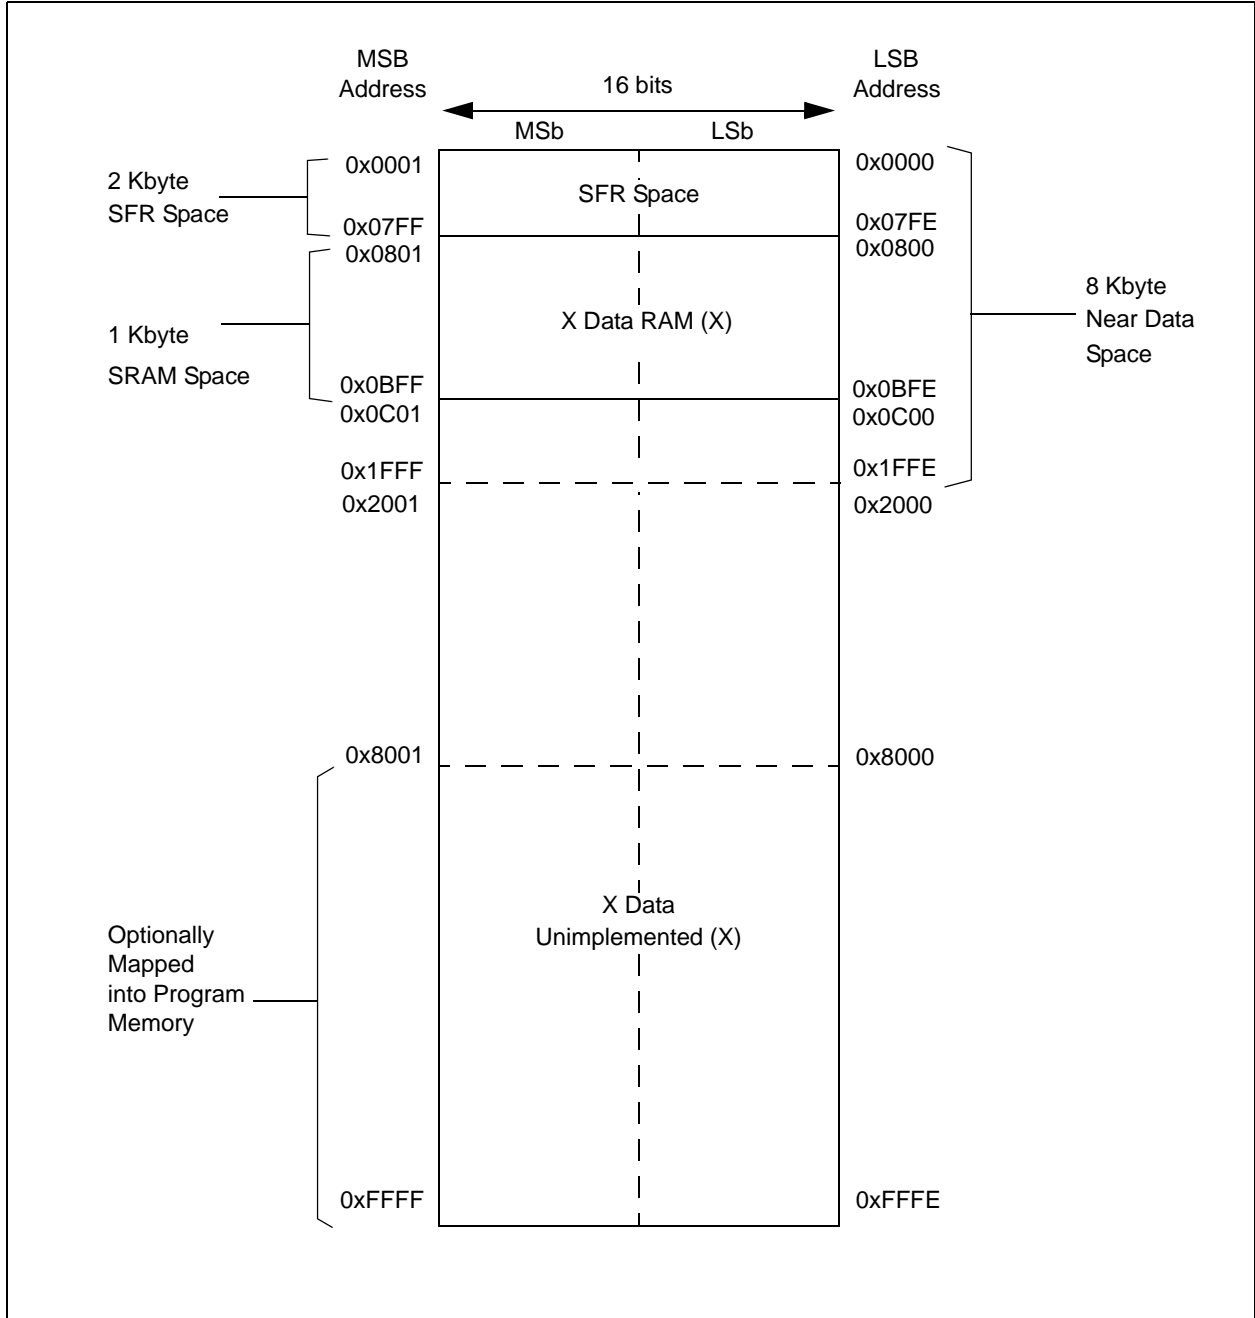 MSB
Address
LSB
Address
16 bits
MSb
LSb
0x0001
0x0000
2 Kbyte
SFR Space
SFR Space
0x07FF
0x07FE
0x0801
0x0800
8 Kbyte
Near Data
Space
X Data RAM (X)
1 Kbyte
SRAM Space
0x0BFF
0x0BFE
0x0C01
0x0C00
0x1FFF
0x1FFE
0x2001
0x2000
0x8001
0x8000
X Data
Unimplemented (X)
Optionally
Mapped
into Program
Memory
0xFFFF
0xFFFE